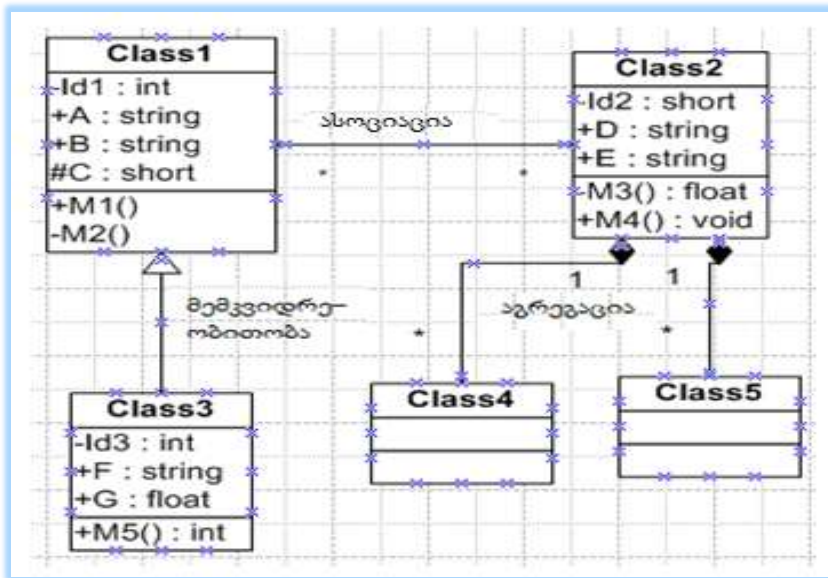 Class1
-Id1 : int
+A : string
+B : string
#C : short
+M1()
-M2()
ასოციაცია
*
*
Class2
-Id2 : short
+D : string
+E : string
-M3() : float
+M4() : void
მემკვიდრე–
ობითობა
1
1
აგრეგაცია
*
*
Class3
-Id3 : int
+F : string
+G : float
+M5() : int
Class4
Class5